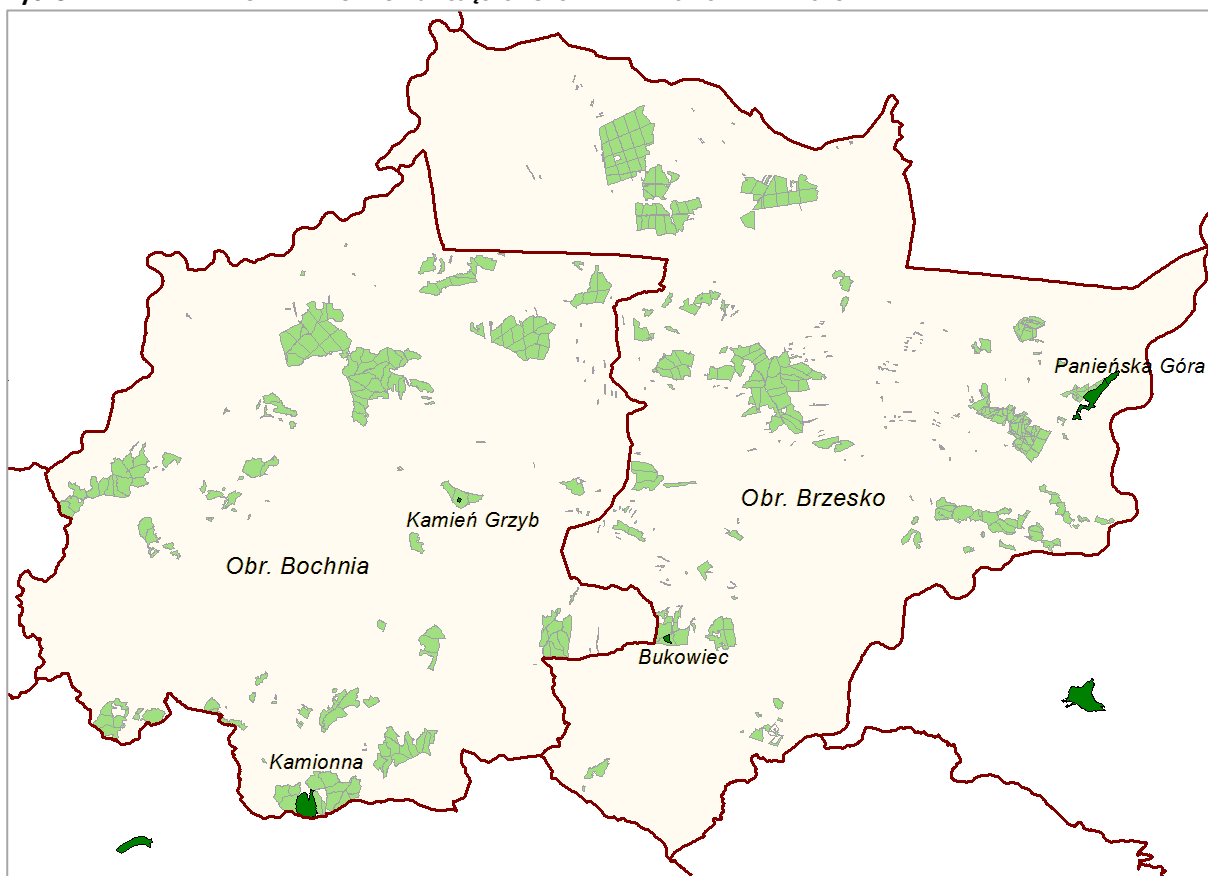 Panieńska Góra
Obr. Brzesko
Kamień Grzyb
Obr. Bochnia
Bukowiec
Kamionna